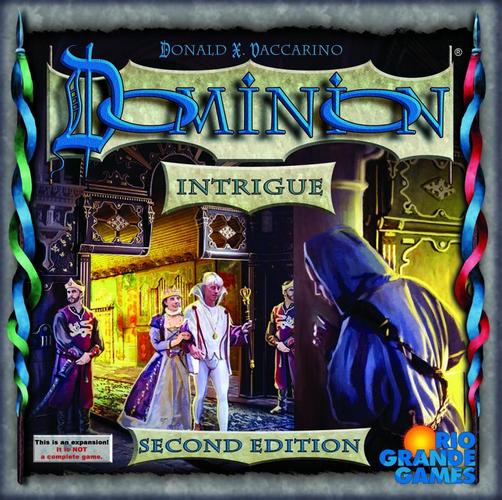 DONALD X. VACCARINO
DOMINION®
INTRIGUE
SECOND EDITION
This is an expansion!
It is NOT
a complete game.
RIO
GRANDE
GAMES